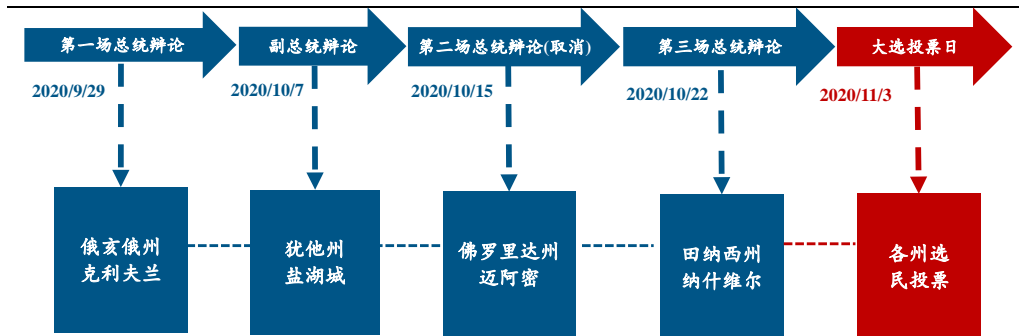 第一场总统辩论
副总统辩论
第二场总统辩论(取消)
第三场总统辩论
大选投票日
2020/9/29
2020/10/7
2020/10/15
2020/10/22
2020/11/3
俄亥俄州
克利夫兰
犹他州
盐湖城
佛罗里达州
迈阿密
田纳西州
纳什维尔
各州选
民投票